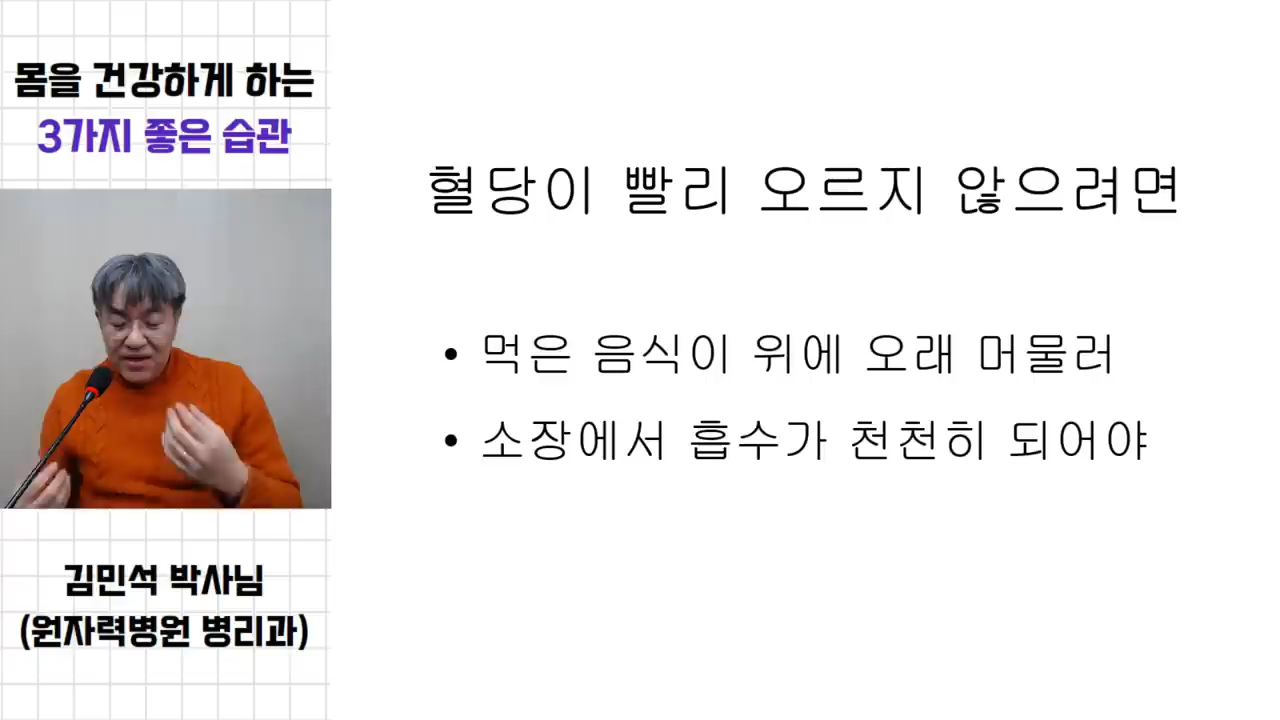 몸을 건강하게 하는
3가지 좋은 습관
혈당이 빨리 오르지 않으려면
• 먹은 음식이 위에 오래 머물러
• 소장에서 흡수가 천천히 되어야
김민석 박사님
(원자력병원 병리과)